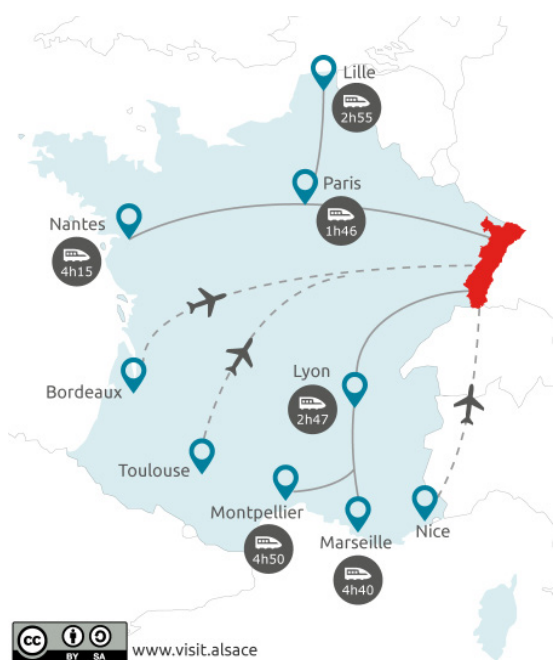 Lille
2h55
Paris
1h46
Nantes
4h15
Lyon
2h47
Bordeaux
Toulouse
Montpellier
4h50
Marseille
4h40
Nice
cc
BY SA
www.visit.alsace